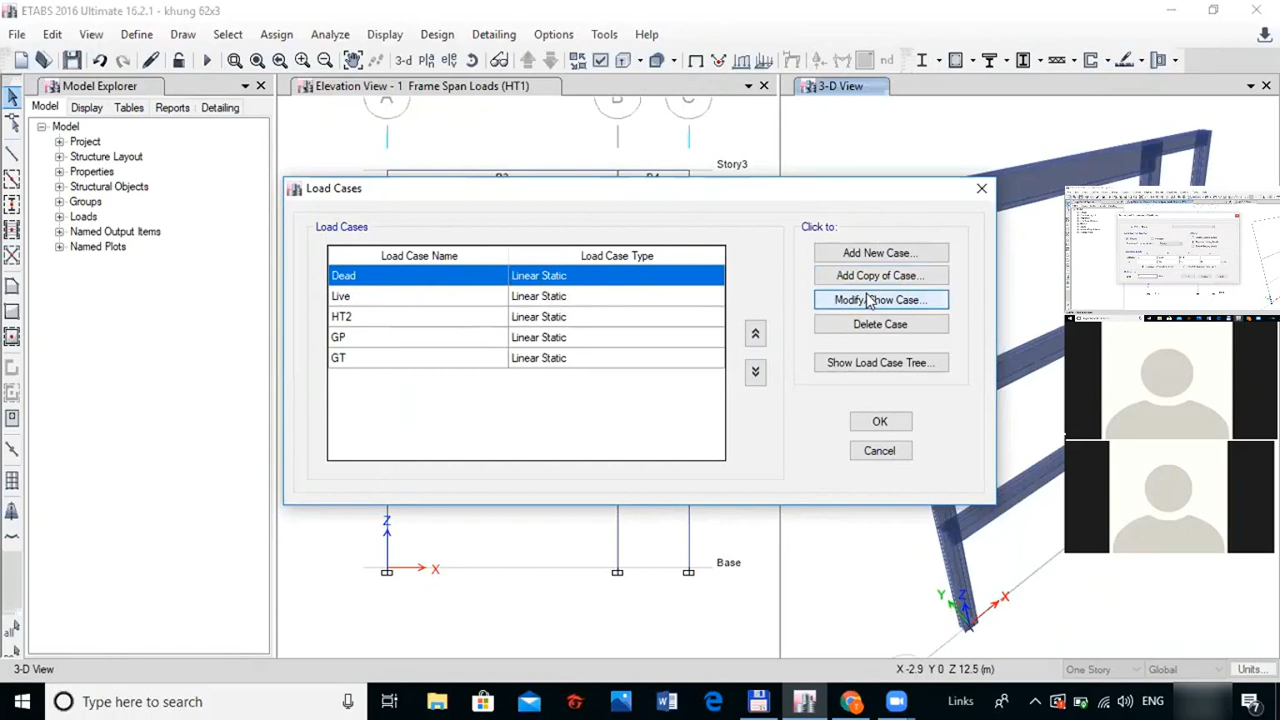 ETABS 2016 Ultimate 16.2.1 - khung 62x3
File Edit View Define Draw Select Assign Analyze Display Design Detailing Options Tools Help
3-d
nd
Model Explorer
Elevation View - 1 Frame Span Loads (HT1)
3-D View
Model Display Tables Reports Detailing
Model
Project
Structure Layout
Properties
Structural Objects
Groups
Loads
Named Output Items
Named Plots
A
B
C
Story3
Load Cases
Load Cases
Load Case Name Load Case Type
Dead Linear Static
Live Linear Static
HT2 Linear Static
GP Linear Static
GT Linear Static
Click to:
Add New Case...
Add Copy of Case...
Modify/Show Case...
Delete Case
Show Load Case Tree...
OK
Cancel
Z
X
Base
Y
Z
X
3-D View
X -2.9 Y 0 Z 12.5 (m)
One Story
Global
Units...
Type here to search
Links
ENG
7